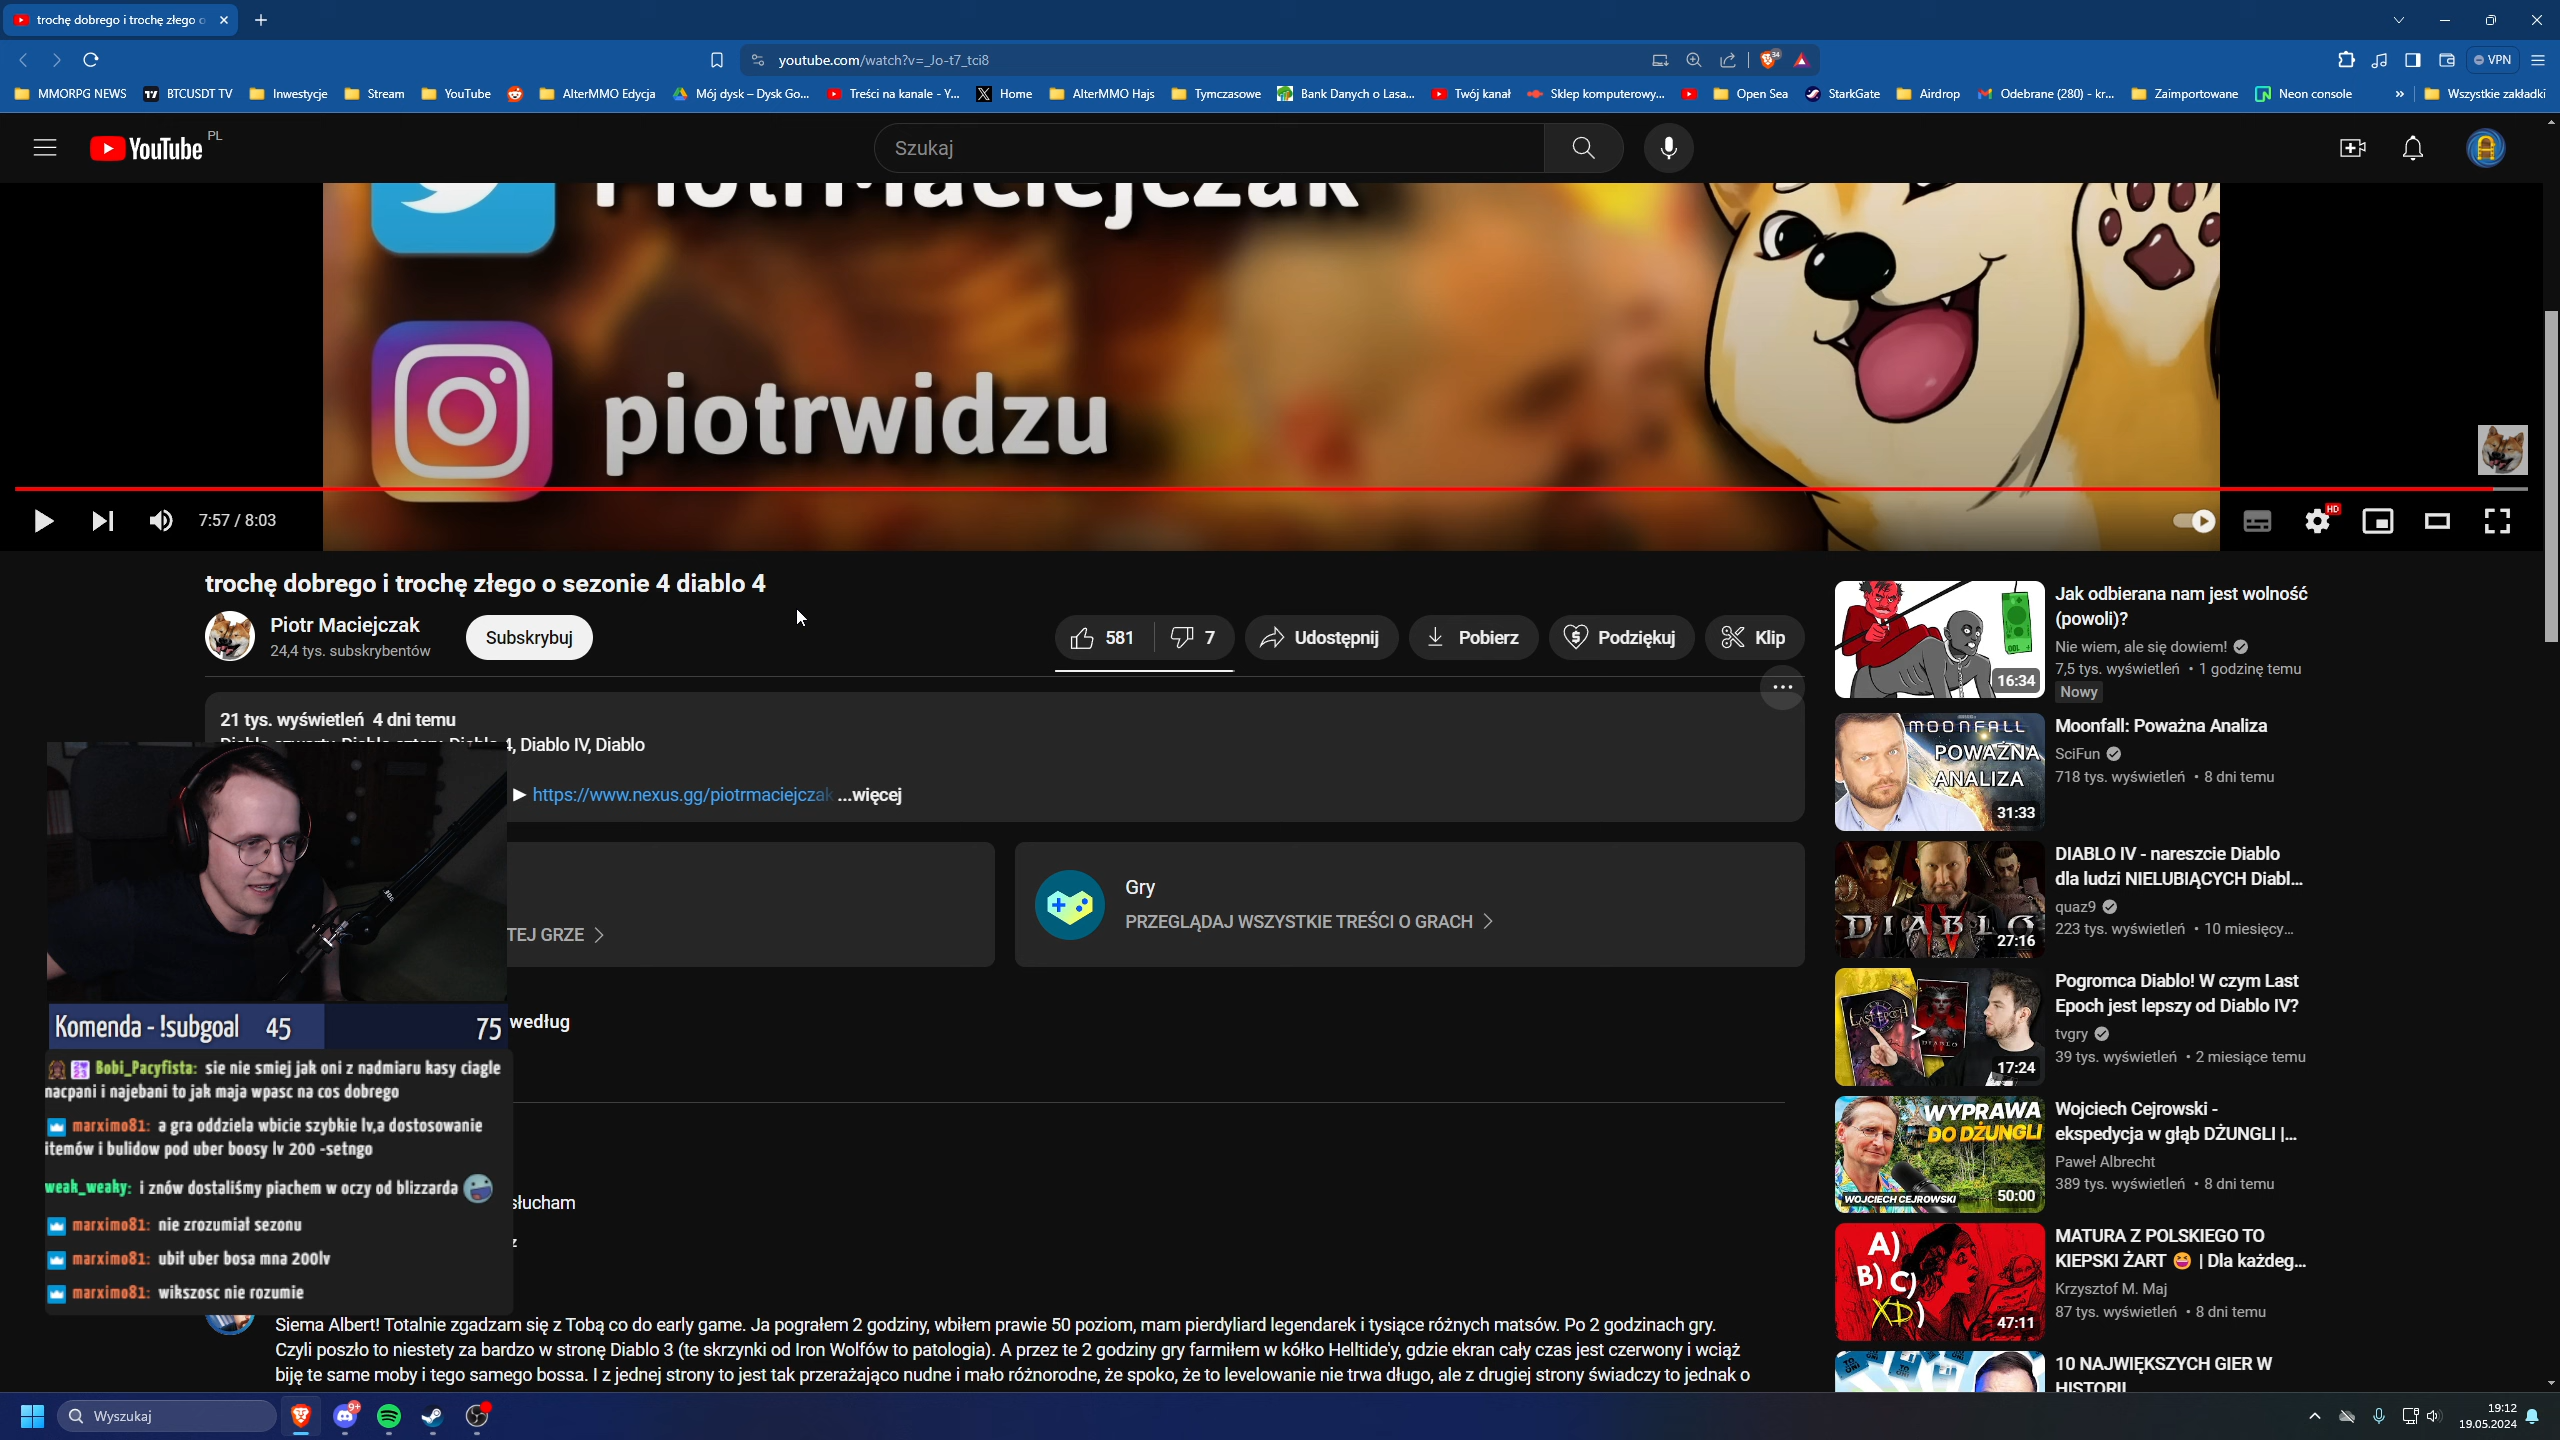 trochę dobrego i trochę złego o
youtube.com/watch?v=_Jo-t7_tci8
34
VPN
MMORPG NEWS
BTCUSDT TV
Inwestycje
Stream
YouTube
AlterMMO Edycja
Mój dysk – Dysk Go...
Treści na kanale - Y...
Home
AlterMMO Hajs
Tymczasowe
Bank Danych o Lasa...
Twój kanał
Sklep komputerowy...
Open Sea
StarkGate
Airdrop
Odebrane (280) - kr...
Zaimportowane
Neon console
»
Wszystkie zakładki
YouTube PL
Szukaj
PiotrMaciejczak
piotrwidzu
7:57 / 8:03
HD
trochę dobrego i trochę złego o sezonie 4 diablo 4
Piotr Maciejczak
24,4 tys. subskrybentów
Subskrybuj
581
7
Udostępnij
Pobierz
Podziękuj
Klip
21 tys. wyświetleń 4 dni temu
4, Diablo IV, Diablo
https://www.nexus.gg/piotrmaciejczak ...więcej
TEJ GRZE
Gry
PRZEGLĄDAJ WSZYSTKIE TREŚCI O GRACH
według
słucham
z
Siema Albert! Totalnie zgadzam się z Tobą co do early game. Ja pograłem 2 godziny, wbiłem prawie 50 poziom, mam pierdyliard legendarek i tysiące różnych matsów. Po 2 godzinach gry.
Czyli poszło to niestety za bardzo w stronę Diablo 3 (te skrzynki od Iron Wolfów to patologia). A przez te 2 godziny gry farmiłem w kółko Helltide'y, gdzie ekran cały czas jest czerwony i wciąż
biję te same moby i tego samego bossa. I z jednej strony to jest tak przerażająco nudne i mało różnorodne, że spoko, że to levelowanie nie trwa długo, ale z drugiej strony świadczy to jednak o
Komenda - !subgoal 45 75
Bobi_Pacyfista: sie nie smiej jak oni z nadmiaru kasy ciagle
nacpani i najebani to jak maja wpasc na cos dobrego
marximo81: a gra oddziela wbicie szybkie lv,a dostosowanie
itemów i bulidow pod uber boosy lv 200 -setngo
weak_weaky: i znów dostaliśmy piachem w oczy od blizzarda
marximo81: nie zrozumiał sezonu
marximo81: ubił uber bosa mna 200lv
marximo81: wikszosc nie rozumie
16:34
Jak odbierana nam jest wolność
(powoli)?
Nie wiem, ale się dowiem!
7,5 tys. wyświetleń • 1 godzinę temu
Nowy
MOONFALL
POWAŻNA
ANALIZA
31:33
Moonfall: Poważna Analiza
SciFun
718 tys. wyświetleń • 8 dni temu
DIABLO
27:16
DIABLO IV - nareszcie Diablo
dla ludzi NIELUBIĄCYCH Diabl...
quaz9
223 tys. wyświetleń • 10 miesięcy...
LAST EPOCH
>
DIABLO
17:24
Pogromca Diablo! W czym Last
Epoch jest lepszy od Diablo IV?
tvgry
39 tys. wyświetleń • 2 miesiące temu
WYPRAWA
DO DŻUNGLI
WOJCIECH CEJROWSKI
50:00
Wojciech Cejrowski -
ekspedycja w głąb DŻUNGLI |...
Paweł Albrecht
389 tys. wyświetleń • 8 dni temu
A)
B) C)
XD)
47:11
MATURA Z POLSKIEGO TO
KIEPSKI ŻART 😆 | Dla każdeg...
Krzysztof M. Maj
87 tys. wyświetleń • 8 dni temu
10 NAJWIĘKSZYCH GIER W
HISTORII
Wyszukaj
9+
19:12
19.05.2024